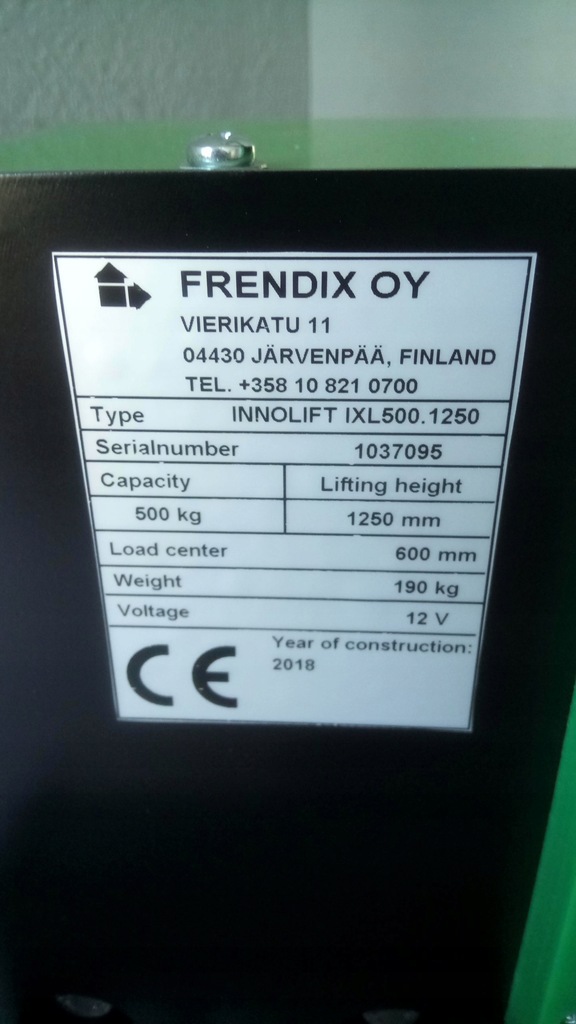 FRENDIX OY
VIERIKATU 11
04430 JÄRVENPÄÄ, FINLAND
TEL. +358 10 821 0700
Type INNOLIFT IXL500.1250
Serialnumber 1037095
Capacity Lifting height
500 kg 1250 mm
Load center 600 mm
Weight 190 kg
Voltage 12 V
CE Year of construction:
2018